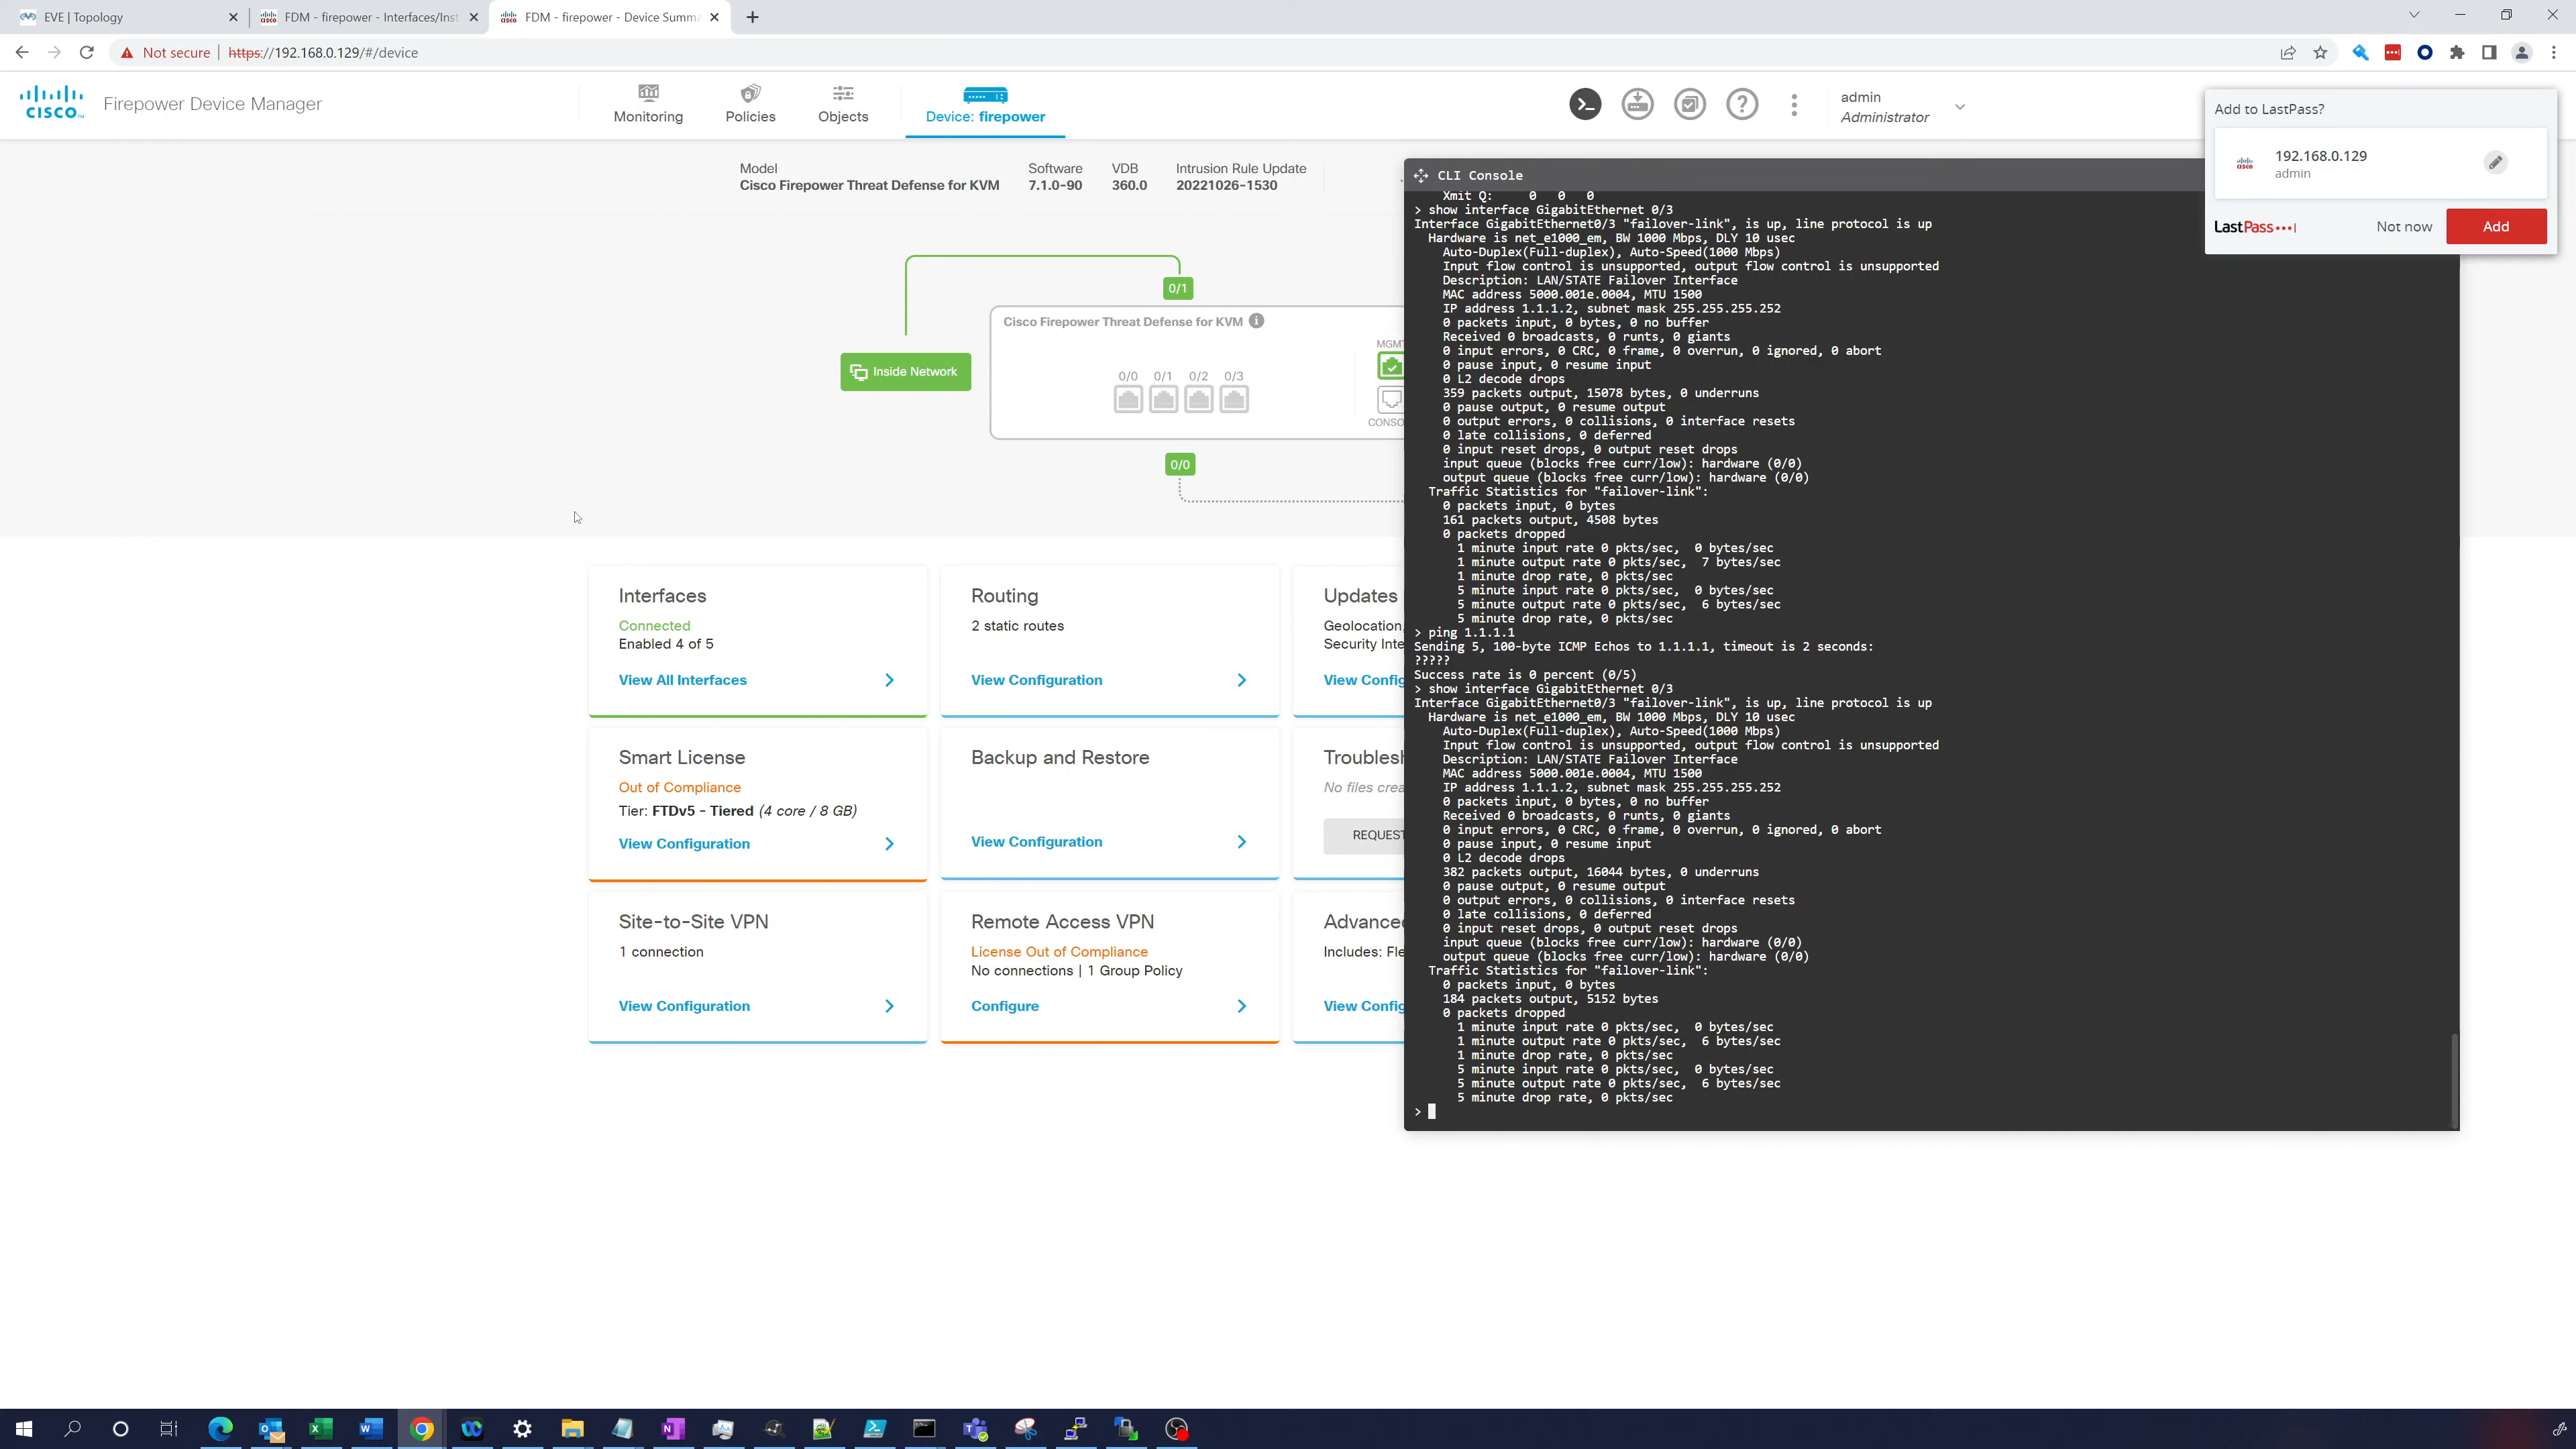 EVE | Topology
FDM - firepower - Interfaces/Inst
FDM - firepower - Device Summa
Not secure
https://192.168.0.129/#/device
CISCO
Firepower Device Manager
Monitoring
Policies
Objects
Device: firepower
admin
Administrator
Add to LastPass?
192.168.0.129
admin
LastPass
Not now
Add
Model
Cisco Firepower Threat Defense for KVM
Software
7.1.0-90
VDB
360.0
Intrusion Rule Update
20221026-1530
0/1
Cisco Firepower Threat Defense for KVM
Inside Network
0/0 0/1 0/2 0/3
MGMT
CONSO
0/0
Interfaces
Connected
Enabled 4 of 5
View All Interfaces
Routing
2 static routes
View Configuration
Updates
Geolocation,
Security Inte
View Config
Smart License
Out of Compliance
Tier: FTDv5 - Tiered (4 core / 8 GB)
View Configuration
Backup and Restore
View Configuration
Troublesh
No files crea
REQUEST
Site-to-Site VPN
1 connection
View Configuration
Remote Access VPN
License Out of Compliance
No connections | 1 Group Policy
Configure
Advanced
Includes: Fle
View Config
CLI Console
Xmit Q: 0 0 0
> show interface GigabitEthernet 0/3
Interface GigabitEthernet0/3 "failover-link", is up, line protocol is up
Hardware is net_e1000_em, BW 1000 Mbps, DLY 10 usec
Auto-Duplex(Full-duplex), Auto-Speed(1000 Mbps)
Input flow control is unsupported, output flow control is unsupported
Description: LAN/STATE Failover Interface
MAC address 5000.001e.0004, MTU 1500
IP address 1.1.1.2, subnet mask 255.255.255.252
0 packets input, 0 bytes, 0 no buffer
Received 0 broadcasts, 0 runts, 0 giants
0 input errors, 0 CRC, 0 frame, 0 overrun, 0 ignored, 0 abort
0 pause input, 0 resume input
0 L2 decode drops
359 packets output, 15078 bytes, 0 underruns
0 pause output, 0 resume output
0 output errors, 0 collisions, 0 interface resets
0 late collisions, 0 deferred
0 input reset drops, 0 output reset drops
input queue (blocks free curr/low): hardware (0/0)
output queue (blocks free curr/low): hardware (0/0)
Traffic Statistics for "failover-link":
0 packets input, 0 bytes
161 packets output, 4508 bytes
0 packets dropped
1 minute input rate 0 pkts/sec, 0 bytes/sec
1 minute output rate 0 pkts/sec, 7 bytes/sec
1 minute drop rate, 0 pkts/sec
5 minute input rate 0 pkts/sec, 0 bytes/sec
5 minute output rate 0 pkts/sec, 6 bytes/sec
5 minute drop rate, 0 pkts/sec
> ping 1.1.1.1
Sending 5, 100-byte ICMP Echos to 1.1.1.1, timeout is 2 seconds:
?????
Success rate is 0 percent (0/5)
> show interface GigabitEthernet 0/3
Interface GigabitEthernet0/3 "failover-link", is up, line protocol is up
Hardware is net_e1000_em, BW 1000 Mbps, DLY 10 usec
Auto-Duplex(Full-duplex), Auto-Speed(1000 Mbps)
Input flow control is unsupported, output flow control is unsupported
Description: LAN/STATE Failover Interface
MAC address 5000.001e.0004, MTU 1500
IP address 1.1.1.2, subnet mask 255.255.255.252
0 packets input, 0 bytes, 0 no buffer
Received 0 broadcasts, 0 runts, 0 giants
0 input errors, 0 CRC, 0 frame, 0 overrun, 0 ignored, 0 abort
0 pause input, 0 resume input
0 L2 decode drops
382 packets output, 16044 bytes, 0 underruns
0 pause output, 0 resume output
0 output errors, 0 collisions, 0 interface resets
0 late collisions, 0 deferred
0 input reset drops, 0 output reset drops
input queue (blocks free curr/low): hardware (0/0)
output queue (blocks free curr/low): hardware (0/0)
Traffic Statistics for "failover-link":
0 packets input, 0 bytes
184 packets output, 5152 bytes
0 packets dropped
1 minute input rate 0 pkts/sec, 0 bytes/sec
1 minute output rate 0 pkts/sec, 6 bytes/sec
1 minute drop rate, 0 pkts/sec
5 minute input rate 0 pkts/sec, 0 bytes/sec
5 minute output rate 0 pkts/sec, 6 bytes/sec
5 minute drop rate, 0 pkts/sec
>